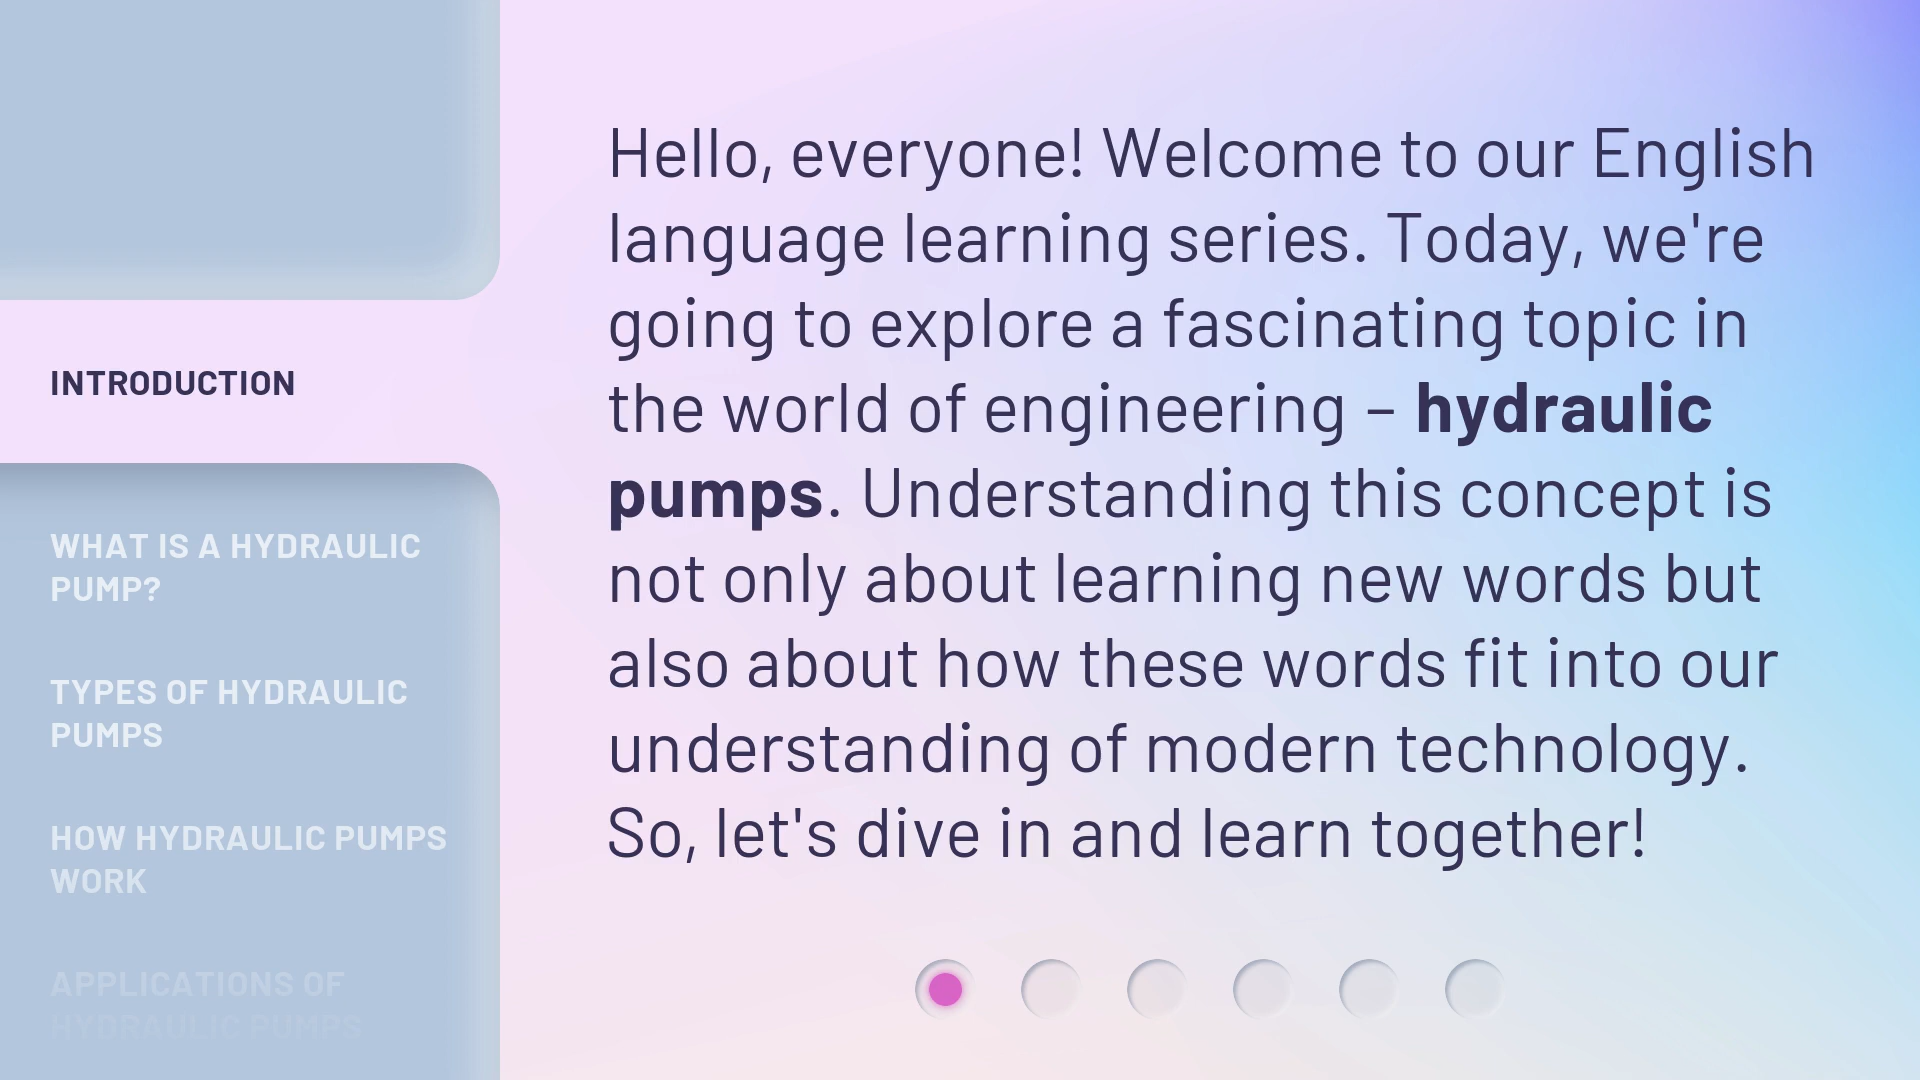 INTRODUCTION
WHAT IS A HYDRAULIC
PUMP?
TYPES OF HYDRAULIC
PUMPS
HOW HYDRAULIC PUMPS
WORK
APPLICATIONS OF
HYDRAULIC PUMPS
Hello, everyone! Welcome to our English
language learning series. Today, we're
going to explore a fascinating topic in
the world of engineering – hydraulic
pumps. Understanding this concept is
not only about learning new words but
also about how these words fit into our
understanding of modern technology.
So, let's dive in and learn together!